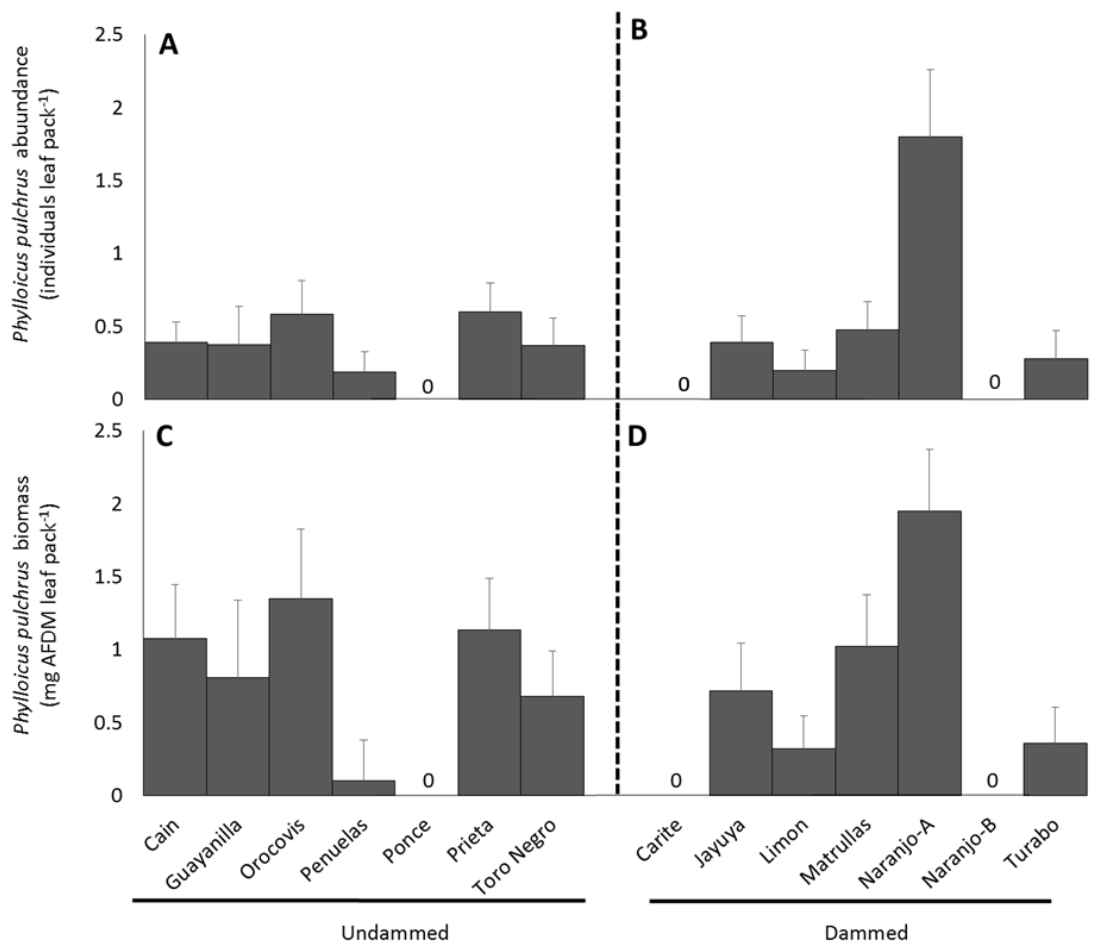 A
B
Phylloicus pulchrus abuundance
(individuals leaf pack⁻¹)
2.5
2
1.5
1
0.5
0
0
0
0
C
D
Phylloicus pulchrus biomass
(mg AFDM leaf pack⁻¹)
2.5
2
1.5
1
0.5
0
0
0
0
Cain
Guayanilla
Orocovis
Penuelas
Ponce
Prieta
Toro Negro
Carite
Jayuya
Limon
Matrullas
Naranjo-A
Naranjo-B
Turabo
Undammed
Dammed